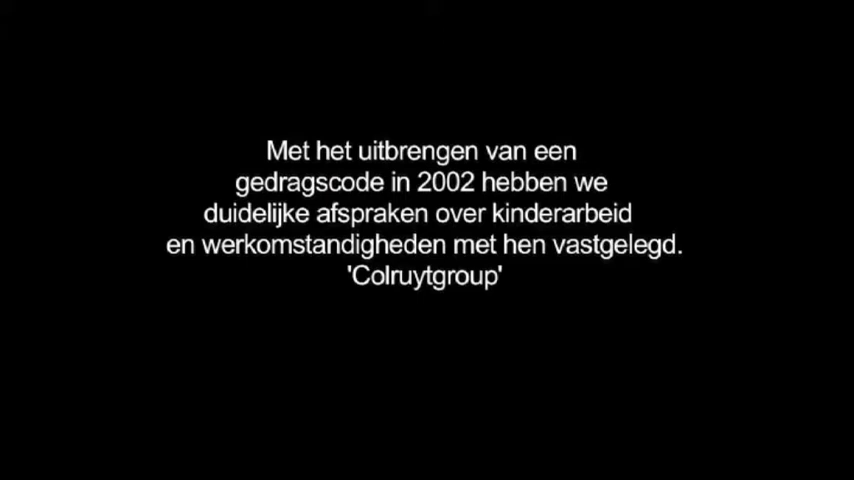 Met het uitbrengen van een
gedragscode in 2002 hebben we
duidelijke afspraken over kinderarbeid
en werkomstandigheden met hen vastgelegd.
'Colruytgroup'